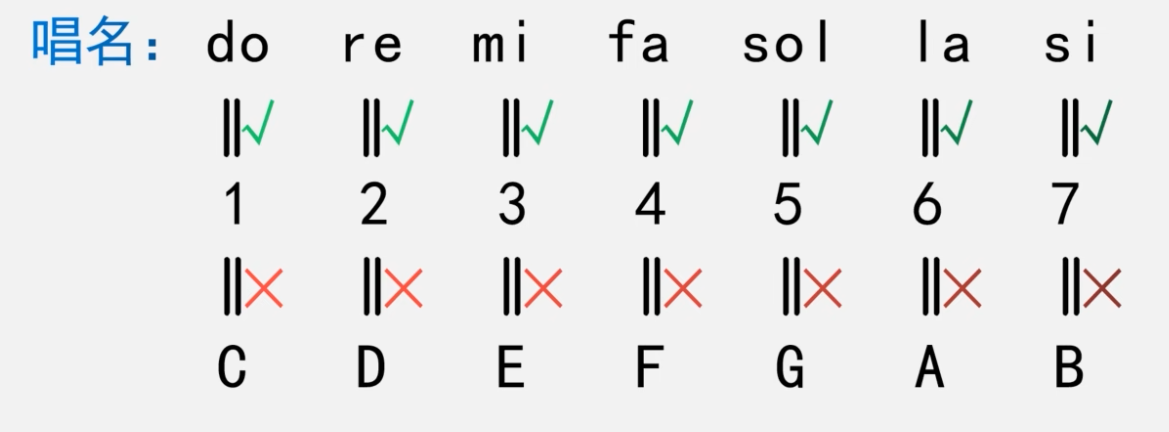 唱名：do re mi fa sol la si
||√ ||√ ||√ ||√ ||√ ||√ ||√
1 2 3 4 5 6 7
||× ||× ||× ||× ||× ||× ||×
C D E F G A B